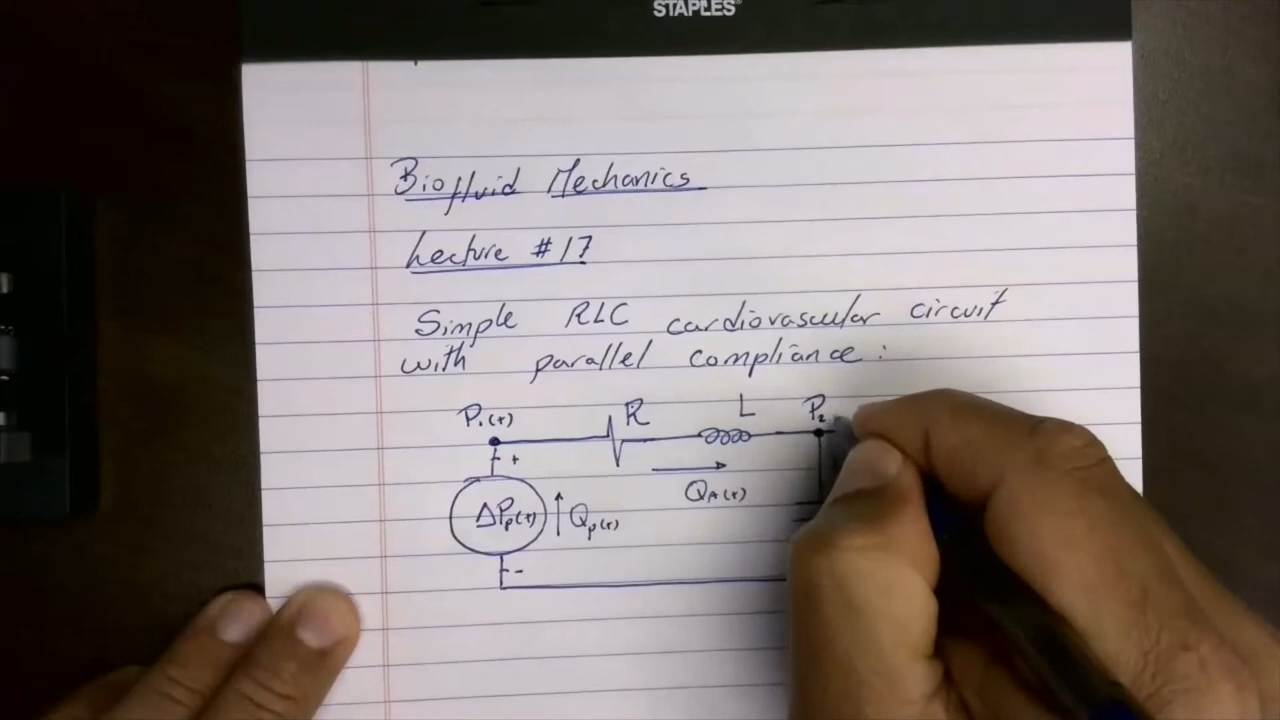 STAPLES
Biofluid Mechanics
Lecture #17
Simple RLC cardiovascular circuit
with parallel compliance:
P₁(t)
R
L
P₂
+
ΔPp(t)
Qp(t)
QA(t)
-